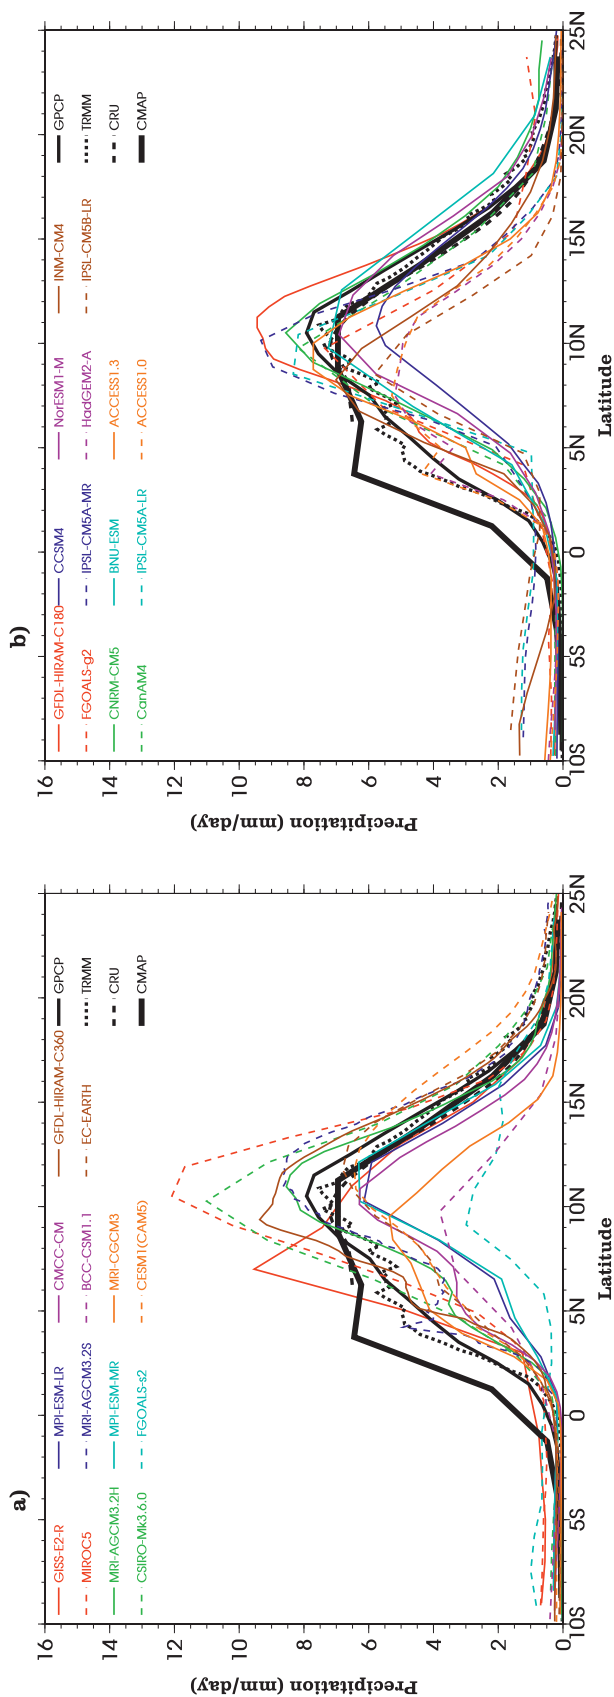 a)
GISS-E2-R MPI-ESM-LR CMCC-CM GFDL-HIRAM-C360 GPCP
MIROC5 MRI-AGCM3.2S BCC-CSM1.1 EC-EARTH TRMM
MRI-AGCM3.2H MPI-ESM-MR MRI-CGCM3 CRU
CSIRO-Mk3.6.0 FGOALS-s2 CESM1(CAM5) CMAP
16
14
12
10
8
6
4
2
0
Precipitation (mm/day)
10S 5S 0 5N 10N 15N 20N 25N
Latitude
b)
GFDL-HIRAM-C180 CCSM4 NorESM1-M INM-CM4 GPCP
FGOALS-g2 IPSL-CM5A-MR HadGEM2-A IPSL-CM5B-LR TRMM
CNRM-CM5 BNU-ESM ACCESS1.3 CRU
CanAM4 IPSL-CM5A-LR ACCESS1.0 CMAP
16
14
12
10
8
6
4
2
0
Precipitation (mm/day)
10S 5S 0 5N 10N 15N 20N 25N
Latitude